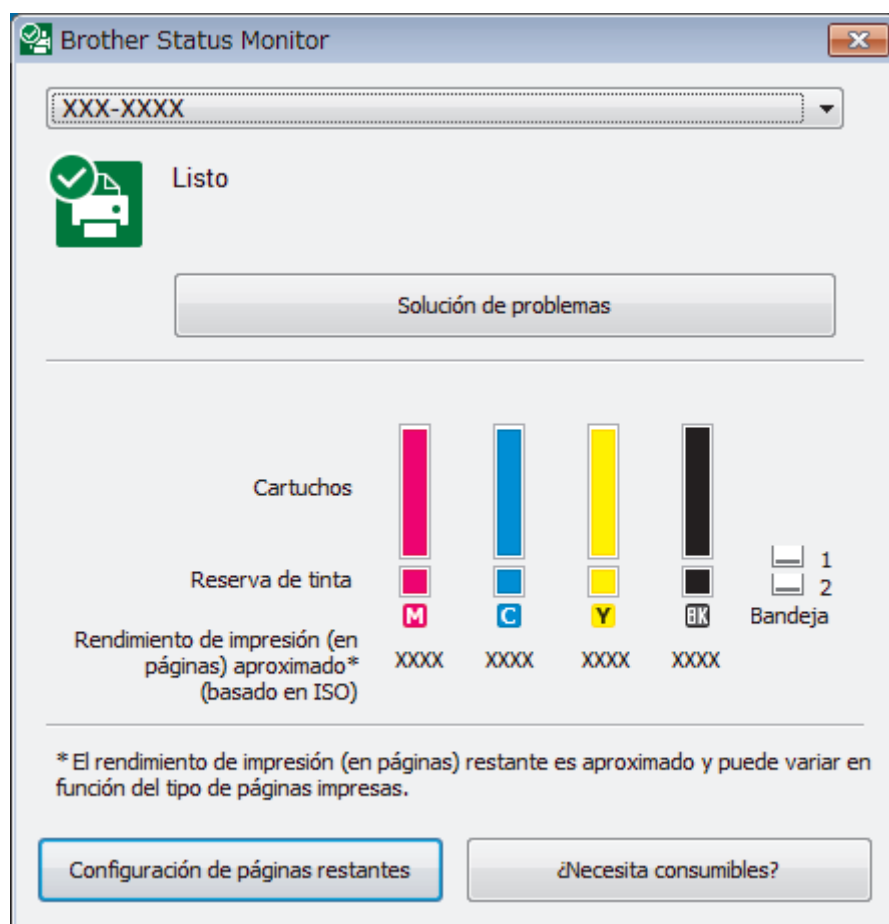 Brother Status Monitor
XXX-XXXX
Listo
Solución de problemas
Cartuchos
1
Reserva de tinta
2
M C Y BK Bandeja
Rendimiento de impresión (en
páginas) aproximado*
(basado en ISO)
XXXX XXXX XXXX XXXX
* El rendimiento de impresión (en páginas) restante es aproximado y puede variar en
función del tipo de páginas impresas.
Configuración de páginas restantes
¿Necesita consumibles?